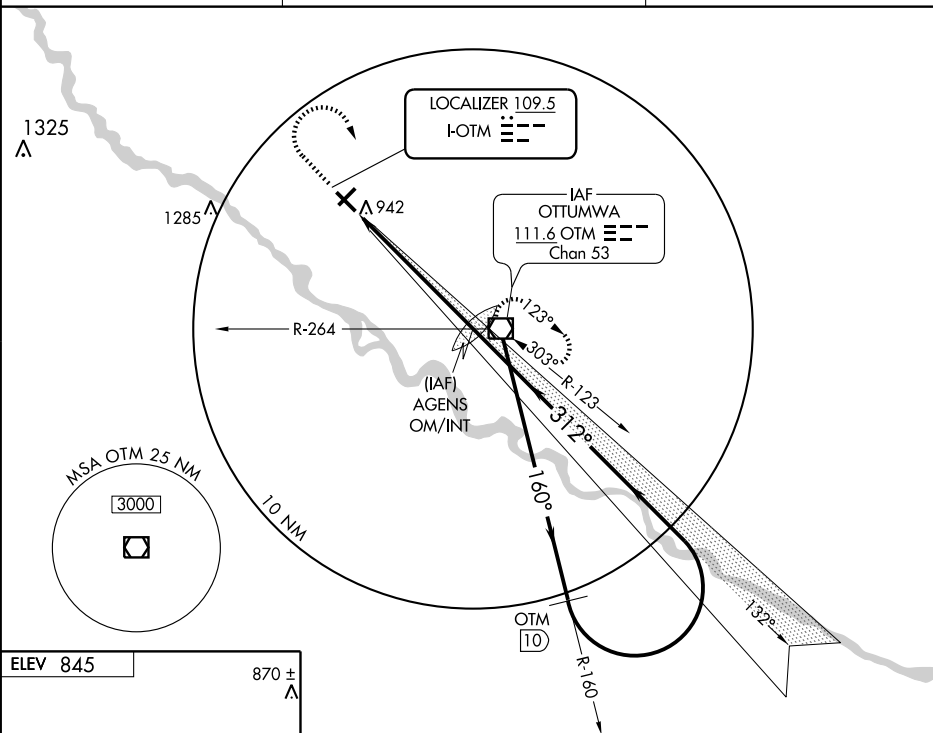 1325
LOCALIZER 109.5
I-OTM
1285
942
IAF
OTTUMWA
111.6 OTM
Chan 53
R-264
123°
303°
R-123
(IAF)
AGENS
OM/INT
312°
MSA OTM 25 NM
3000
160°
10 NM
OTM
10
132°
R-160
ELEV 845
870 ±